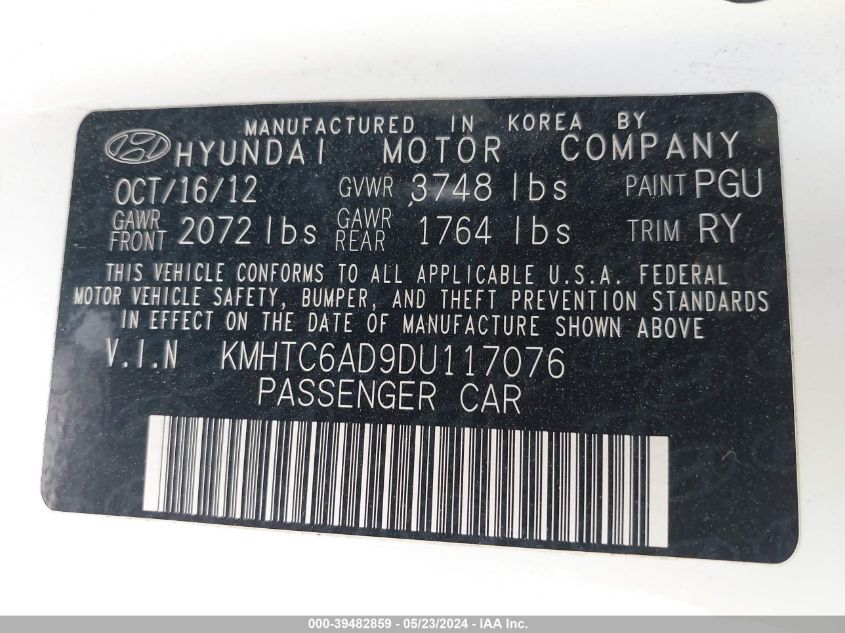 MANUFACTURED IN KOREA BY
HYUNDAI MOTOR COMPANY
OCT/16/12 GVWR 3748 lbs PAINT PGU
GAWR FRONT 2072 lbs GAWR REAR 1764 lbs TRIM RY
THIS VEHICLE CONFORMS TO ALL APPLICABLE U.S.A. FEDERAL
MOTOR VEHICLE SAFETY, BUMPER, AND THEFT PREVENTION STANDARDS
IN EFFECT ON THE DATE OF MANUFACTURE SHOWN ABOVE
V.I.N KMHTC6AD9DU117076
PASSENGER CAR
000-39482859 - 05/23/2024 - IAA Inc.